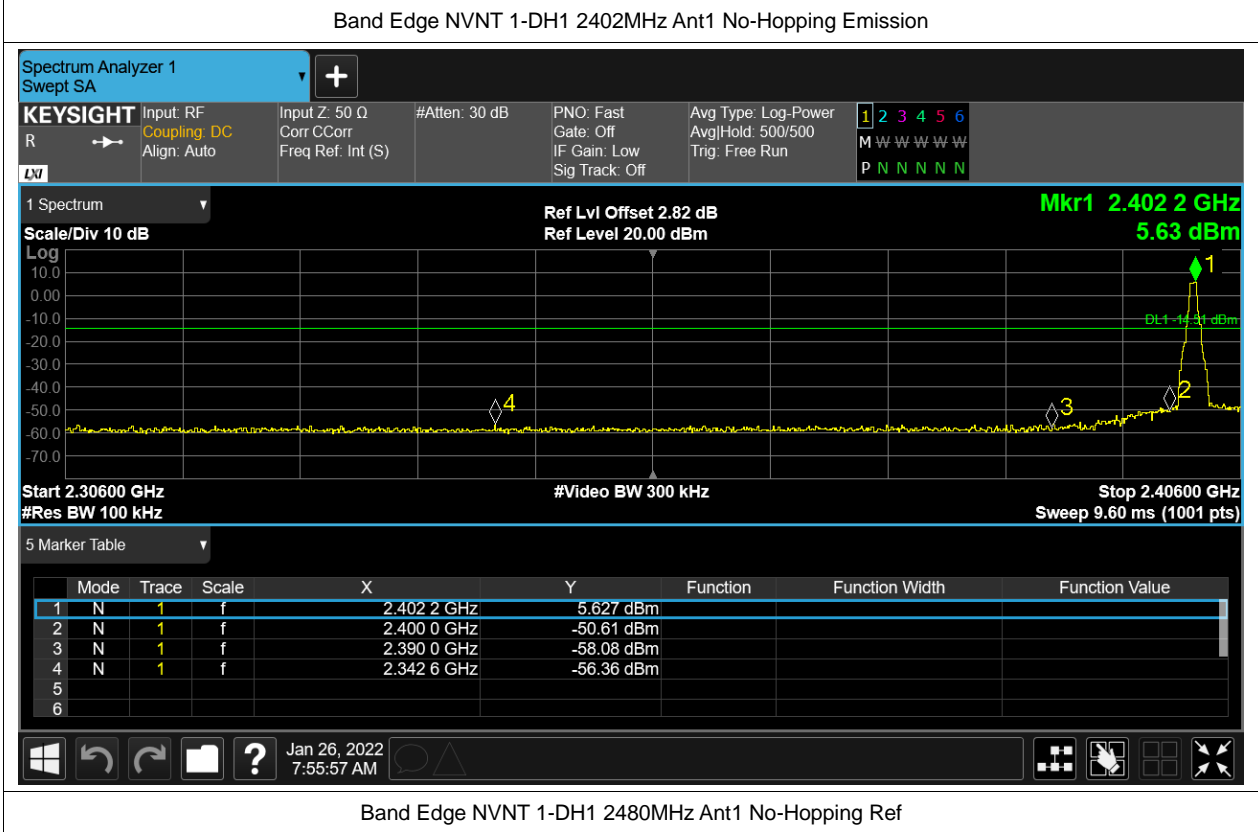 Band Edge NVNT 1-DH1 2402MHz Ant1 No-Hopping Emission
Spectrum Analyzer 1
Swept SA
KEYSIGHT
R
LXI
Input: RF
Coupling: DC
Align: Auto
Input Z: 50 Ω
Corr CCorr
Freq Ref: Int (S)
#Atten: 30 dB
PNO: Fast
Gate: Off
IF Gain: Low
Sig Track: Off
Avg Type: Log-Power
Avg|Hold: 500/500
Trig: Free Run
1 2 3 4 5 6
M W W W W W
P N N N N N
1 Spectrum
Scale/Div 10 dB
Ref Lvl Offset 2.82 dB
Ref Level 20.00 dBm
Mkr1 2.402 2 GHz
5.63 dBm
Log
10.0
0.00
-10.0
-20.0
-30.0
-40.0
-50.0
-60.0
-70.0
DL1 -14.51 dBm
1
2
3
4
Start 2.30600 GHz
#Video BW 300 kHz
Stop 2.40600 GHz
#Res BW 100 kHz
Sweep 9.60 ms (1001 pts)
5 Marker Table
Mode Trace Scale X Y Function Function Width Function Value
1 N 1 f 2.402 2 GHz 5.627 dBm
2 N 1 f 2.400 0 GHz -50.61 dBm
3 N 1 f 2.390 0 GHz -58.08 dBm
4 N 1 f 2.342 6 GHz -56.36 dBm
5
6
?
Jan 26, 2022
7:55:57 AM
Band Edge NVNT 1-DH1 2480MHz Ant1 No-Hopping Ref